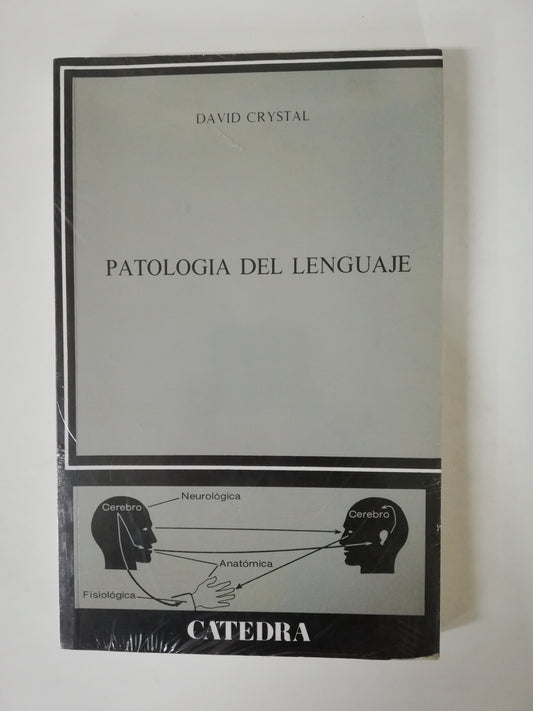 DAVID CRYSTAL
PATOLOGIA DEL LENGUAJE
Neurológica
Cerebro
Cerebro
Anatómica
Fisiológica
CATEDRA